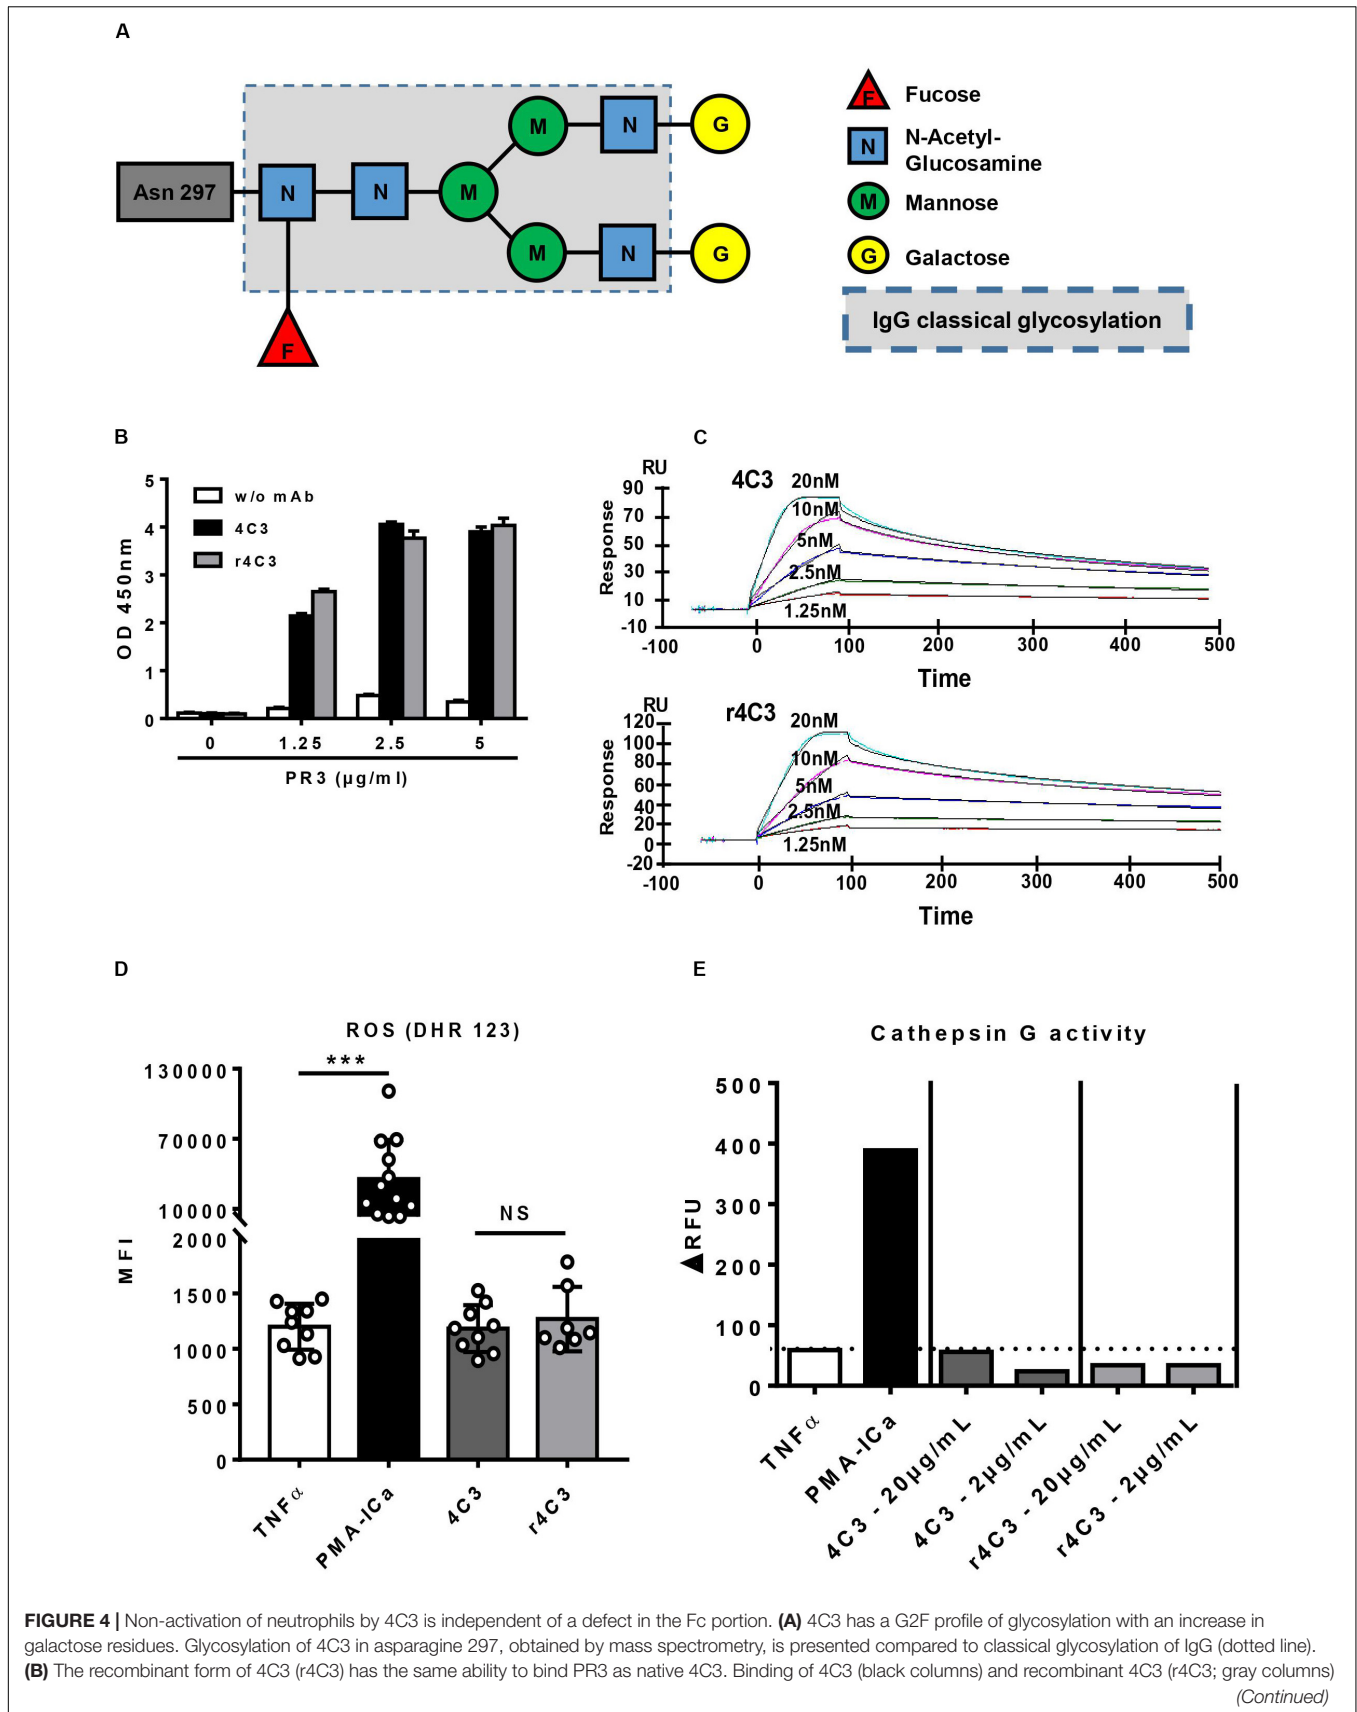 A
Asn 297
N
N
M
M
N
G
M
N
G
F
F
Fucose
N
N-Acetyl-
Glucosamine
M
Mannose
G
Galactose
IgG classical glycosylation
B
5
4
3
2
1
0
OD 450nm
w/o mAb
4C3
r4C3
0 1.25 2.5 5
PR3 (µg/ml)
C
RU
4C3
90
70
50
30
10
-10
Response
20nM
10nM
5nM
2.5nM
1.25nM
-100 0 100 200 300 400 500
Time
RU
r4C3
120
100
80
60
40
20
0
-20
Response
20nM
10nM
5nM
2.5nM
1.25nM
-100 0 100 200 300 400 500
Time
D
ROS (DHR 123)
***
130000
70000
10000
2000
1500
1000
500
0
MFI
NS
TNFα
PMA-ICa
4C3
r4C3
E
Cathepsin G activity
500
400
300
200
100
0
▲RFU
TNFα
PMA-ICa
4C3 - 20µg/mL
4C3 - 2µg/mL
r4C3 - 20µg/mL
r4C3 - 2µg/mL
FIGURE 4 | Non-activation of neutrophils by 4C3 is independent of a defect in the Fc portion. (A) 4C3 has a G2F profile of glycosylation with an increase in
galactose residues. Glycosylation of 4C3 in asparagine 297, obtained by mass spectrometry, is presented compared to classical glycosylation of IgG (dotted line).
(B) The recombinant form of 4C3 (r4C3) has the same ability to bind PR3 as native 4C3. Binding of 4C3 (black columns) and recombinant 4C3 (r4C3; gray columns)
(Continued)